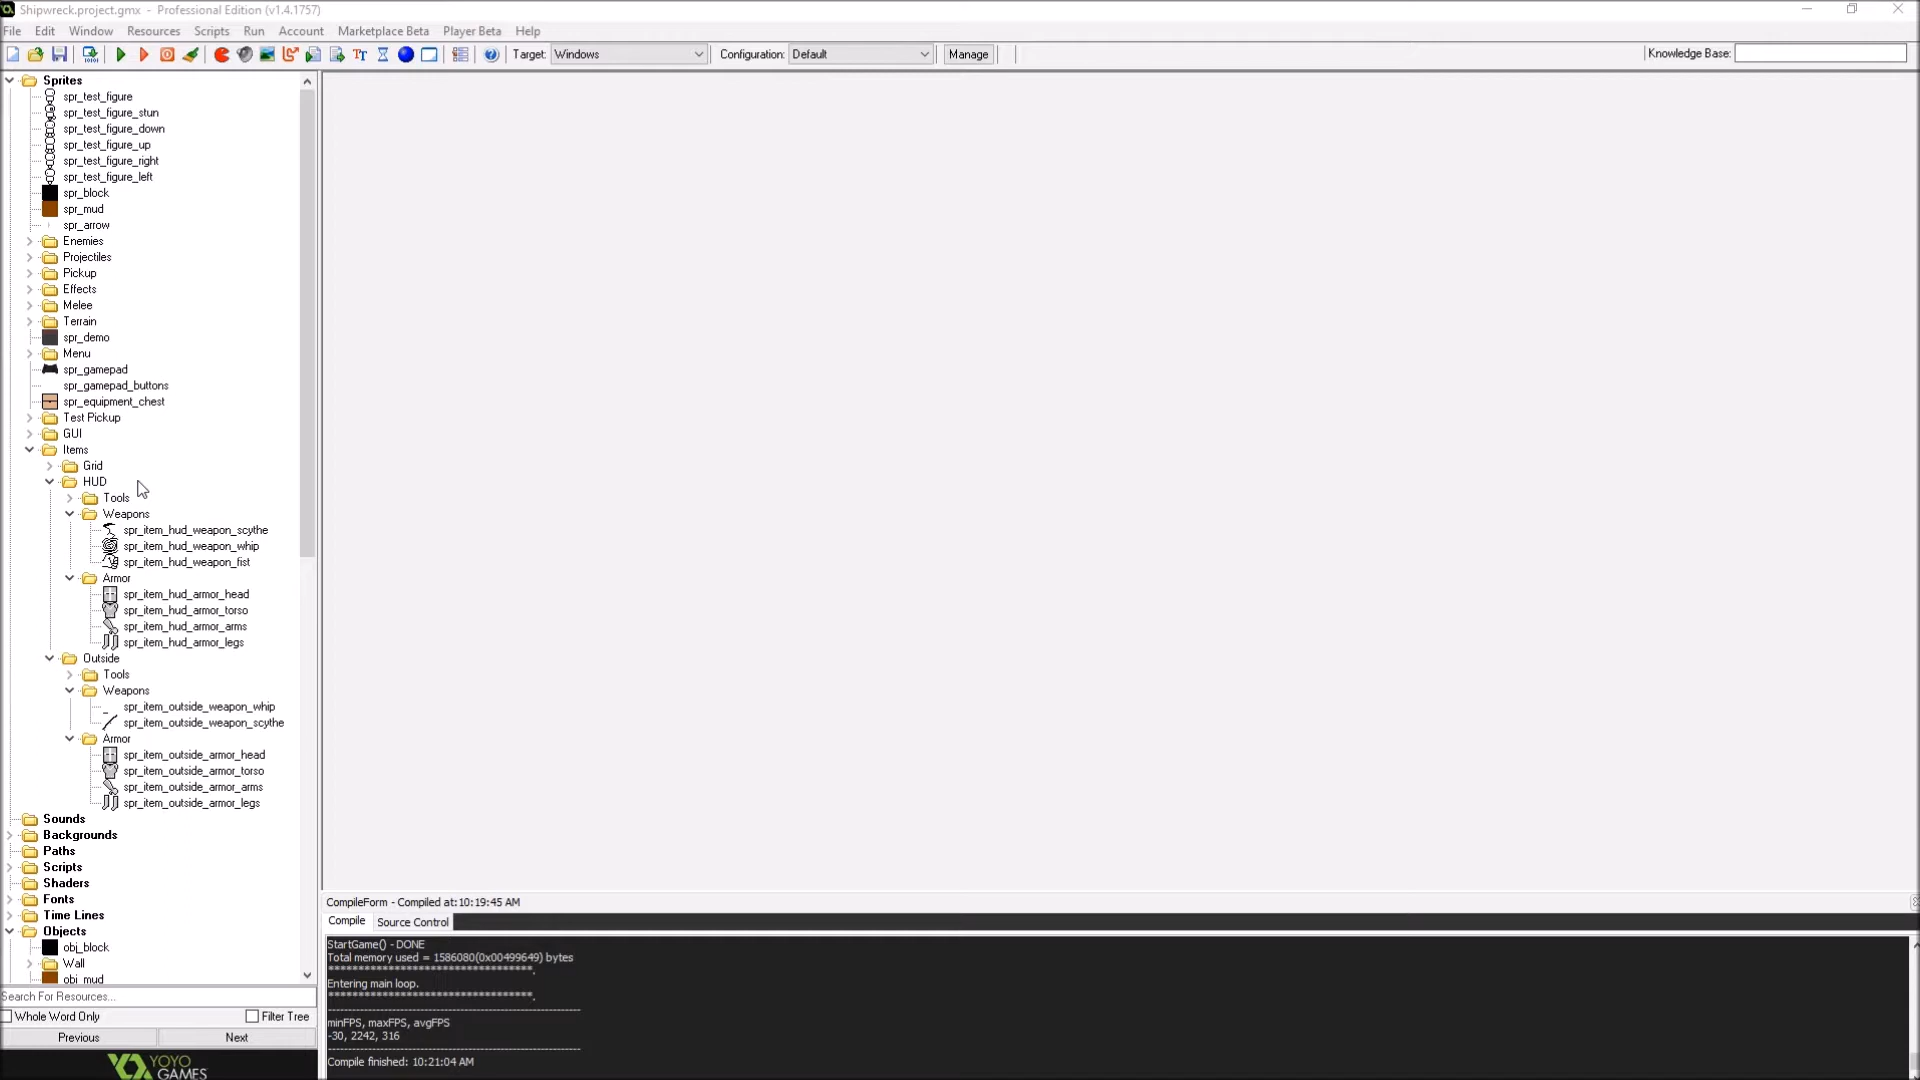 Shipwreck.project.gmx  -  Professional Edition (v1.4.1757)
File Edit Window Resources Scripts Run Account Marketplace Beta Player Beta Help
Target: Windows Configuration: Default Manage Knowledge Base:
Sprites
spr_test_figure
spr_test_figure_stun
spr_test_figure_down
spr_test_figure_up
spr_test_figure_right
spr_test_figure_left
spr_block
spr_mud
spr_arrow
Enemies
Projectiles
Pickup
Effects
Melee
Terrain
spr_demo
Menu
spr_gamepad
spr_gamepad_buttons
spr_equipment_chest
Test Pickup
GUI
Items
Grid
HUD
Tools
Weapons
spr_item_hud_weapon_scythe
spr_item_hud_weapon_whip
spr_item_hud_weapon_fist
Armor
spr_item_hud_armor_head
spr_item_hud_armor_torso
spr_item_hud_armor_arms
spr_item_hud_armor_legs
Outside
Tools
Weapons
spr_item_outside_weapon_whip
spr_item_outside_weapon_scythe
Armor
spr_item_outside_armor_head
spr_item_outside_armor_torso
spr_item_outside_armor_arms
spr_item_outside_armor_legs
Sounds
Backgrounds
Paths
Scripts
Shaders
Fonts
Time Lines
Objects
obj_block
Wall
obj_mud
Search For Resources...
Whole Word Only Filter Tree
Previous Next
YOYO
GAMES
CompileForm - Compiled at:10:19:45 AM
Compile Source Control
StartGame() - DONE
Total memory used = 1586080(0x00499649) bytes
**********************************.
Entering main loop.
**********************************.
minFPS, maxFPS, avgFPS
-30, 2242, 316
Compile finished: 10:21:04 AM